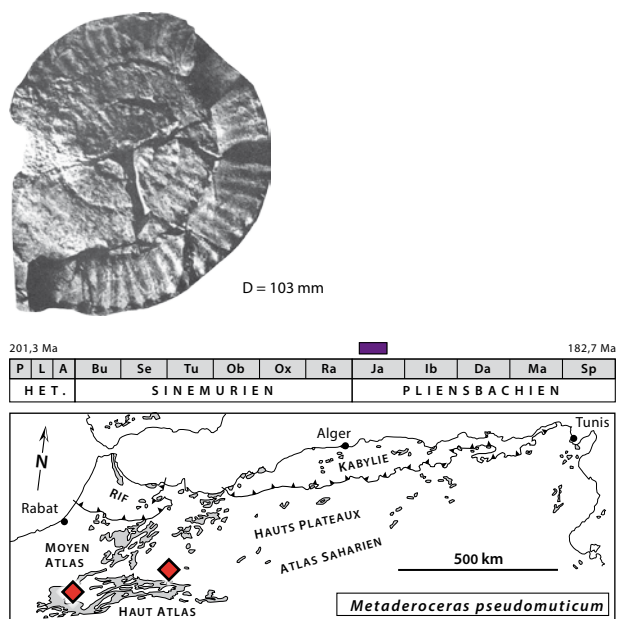 D = 103 mm
201,3 Ma 182,7 Ma
P L A Bu Se Tu Ob Ox Ra Ja Ib Da Ma Sp
HET. SINEMURIEN PLIENSBACHIEN
Tunis
Alger
KABYLIE
N
RIF
Rabat
HAUTS PLATEAUX
MOYEN
ATLAS
ATLAS SAHARIEN
500 km
HAUT ATLAS
Metaderoceras pseudomuticum